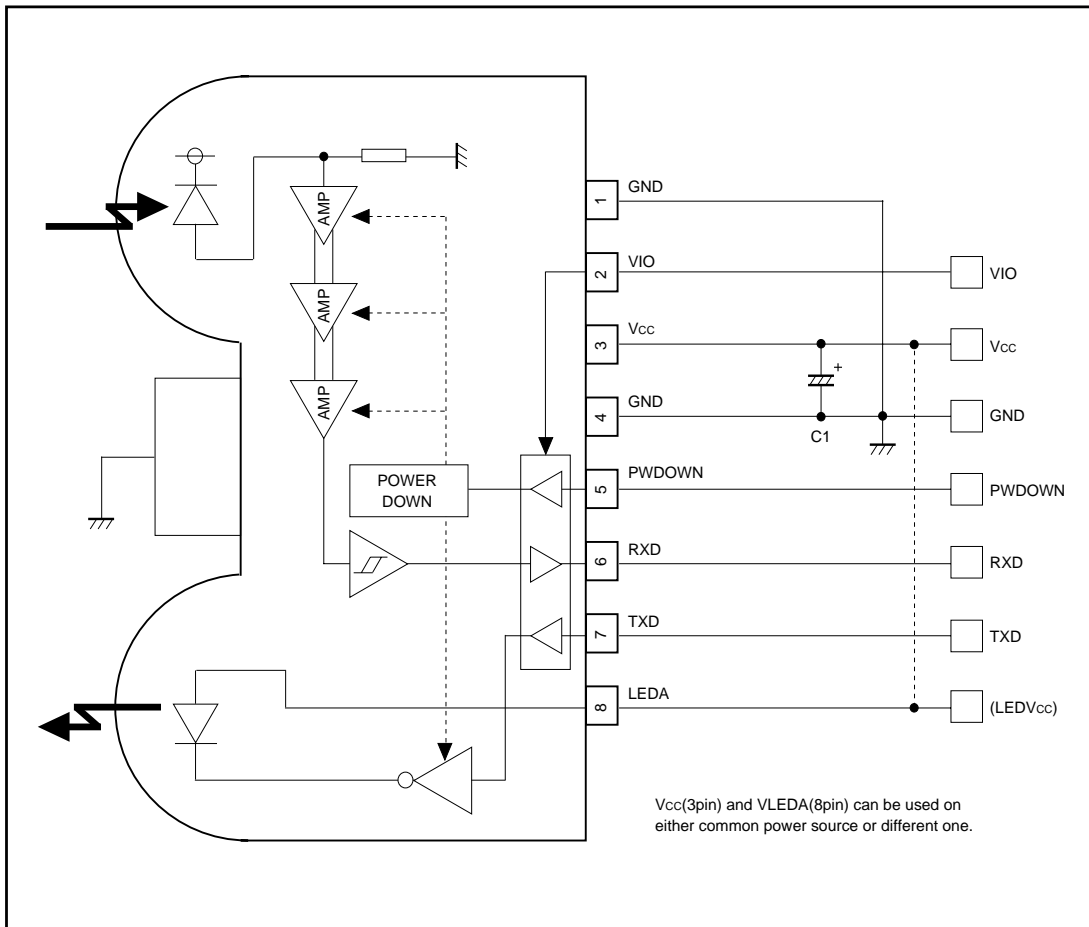 AMP
AMP
AMP
POWER
DOWN
1
GND
2
VIO
VIO
3
Vcc
Vcc
+
C1
4
GND
GND
5
PWDOWN
PWDOWN
6
RXD
RXD
7
TXD
TXD
8
LEDA
(LEDVcc)
Vcc(3pin) and VLEDA(8pin) can be used on
either common power source or different one.